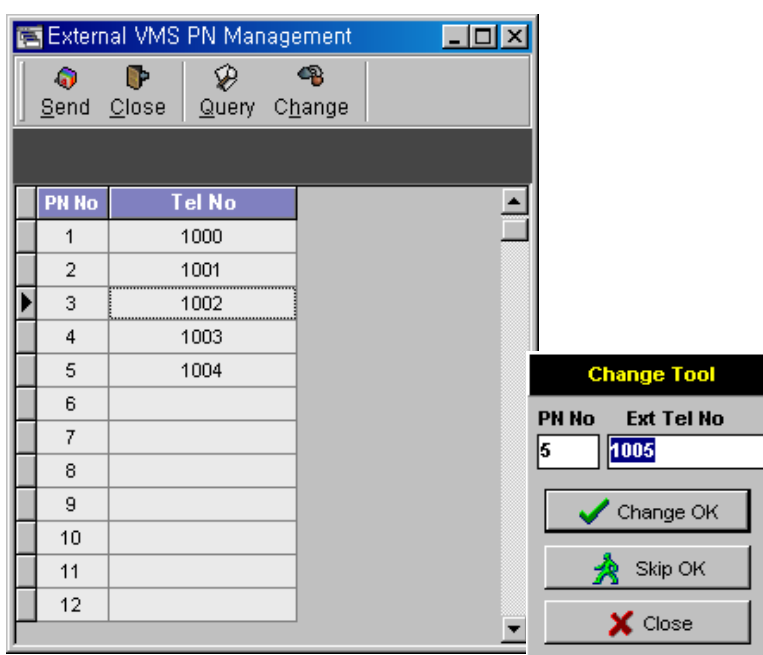 External VMS PN Management
Send Close Query Change
PN No Tel No
1 1000
2 1001
3 1002
4 1003
5 1004
6
7
8
9
10
11
12
Change Tool
PN No Ext Tel No
5 1005
Change OK
Skip OK
Close